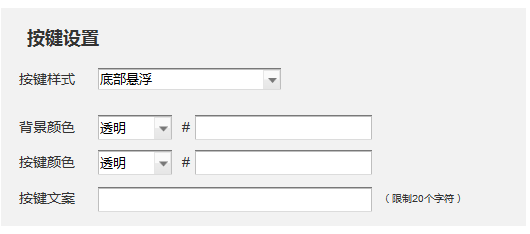 按键设置
按键样式 底部悬浮
背景颜色 透明 #
按键颜色 透明 #
按键文案 （限制20个字符）